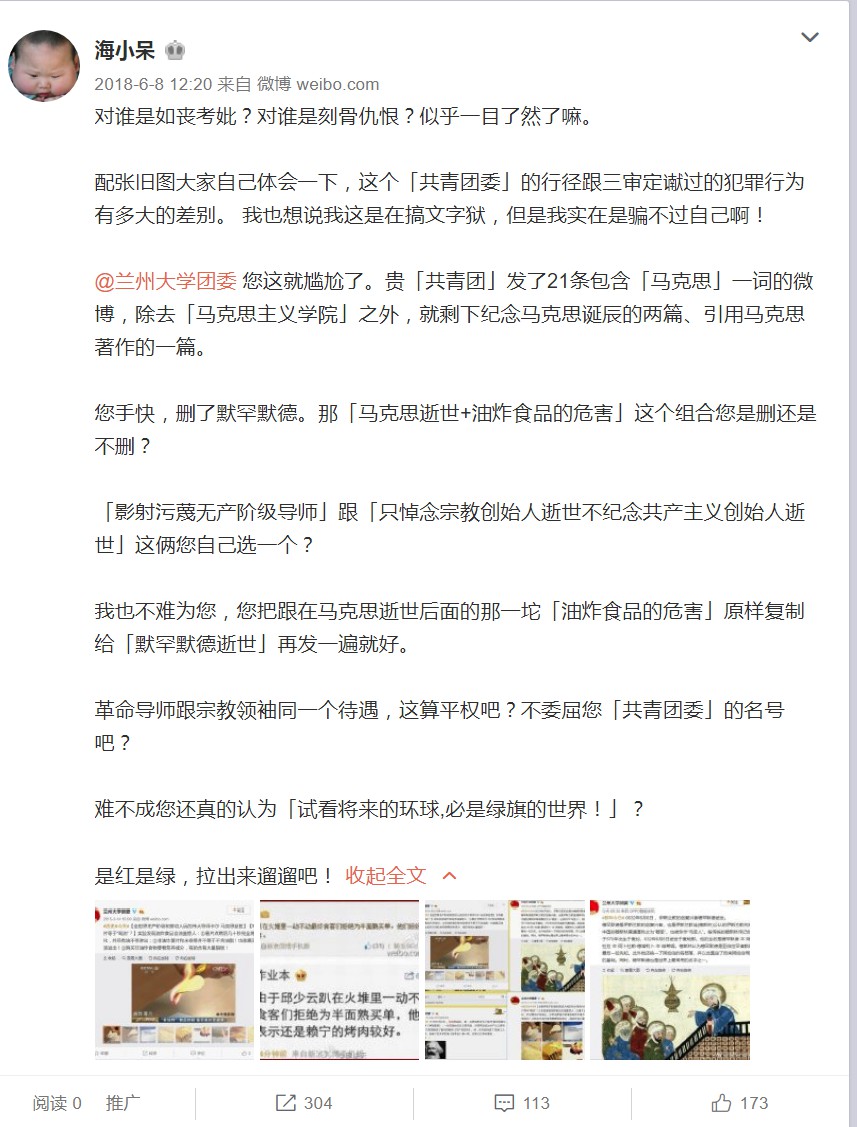 海小呆
2018-6-8 12:20 来自 微博 weibo.com
对谁是如丧考妣？对谁是刻骨仇恨？似乎一目了然了嘛。
配张旧图大家自己体会一下，这个「共青团委」的行径跟三审定谳过的犯罪行为
有多大的差别。 我也想说我这是在搞文字狱，但是我实在是骗不过自己啊！
@兰州大学团委 您这就尴尬了。贵「共青团」发了21条包含「马克思」一词的微
博，除去「马克思主义学院」之外，就剩下纪念马克思诞辰的两篇、引用马克思
著作的一篇。
您手快，删了默罕默德。那「马克思逝世+油炸食品的危害」这个组合您是删还是
不删？
「影射污蔑无产阶级导师」跟「只悼念宗教创始人逝世不纪念共产主义创始人逝
世」这俩您自己选一个？
我也不难为您，您把跟在马克思逝世后面的那一坨「油炸食品的危害」原样复制
给「默罕默德逝世」再发一遍就好。
革命导师跟宗教领袖同一个待遇，这算平权吧？不委屈您「共青团委」的名号
吧？
难不成您还真的认为「试看将来的环球,必是绿旗的世界！」？
是红是绿，拉出来遛遛吧！ 收起全文
作业本
由于邱少云趴在火堆里一动不
食客们拒绝为半面熟买单，他
表示还是赖宁的烤肉较好。
阅读 0 推广 304 113 173